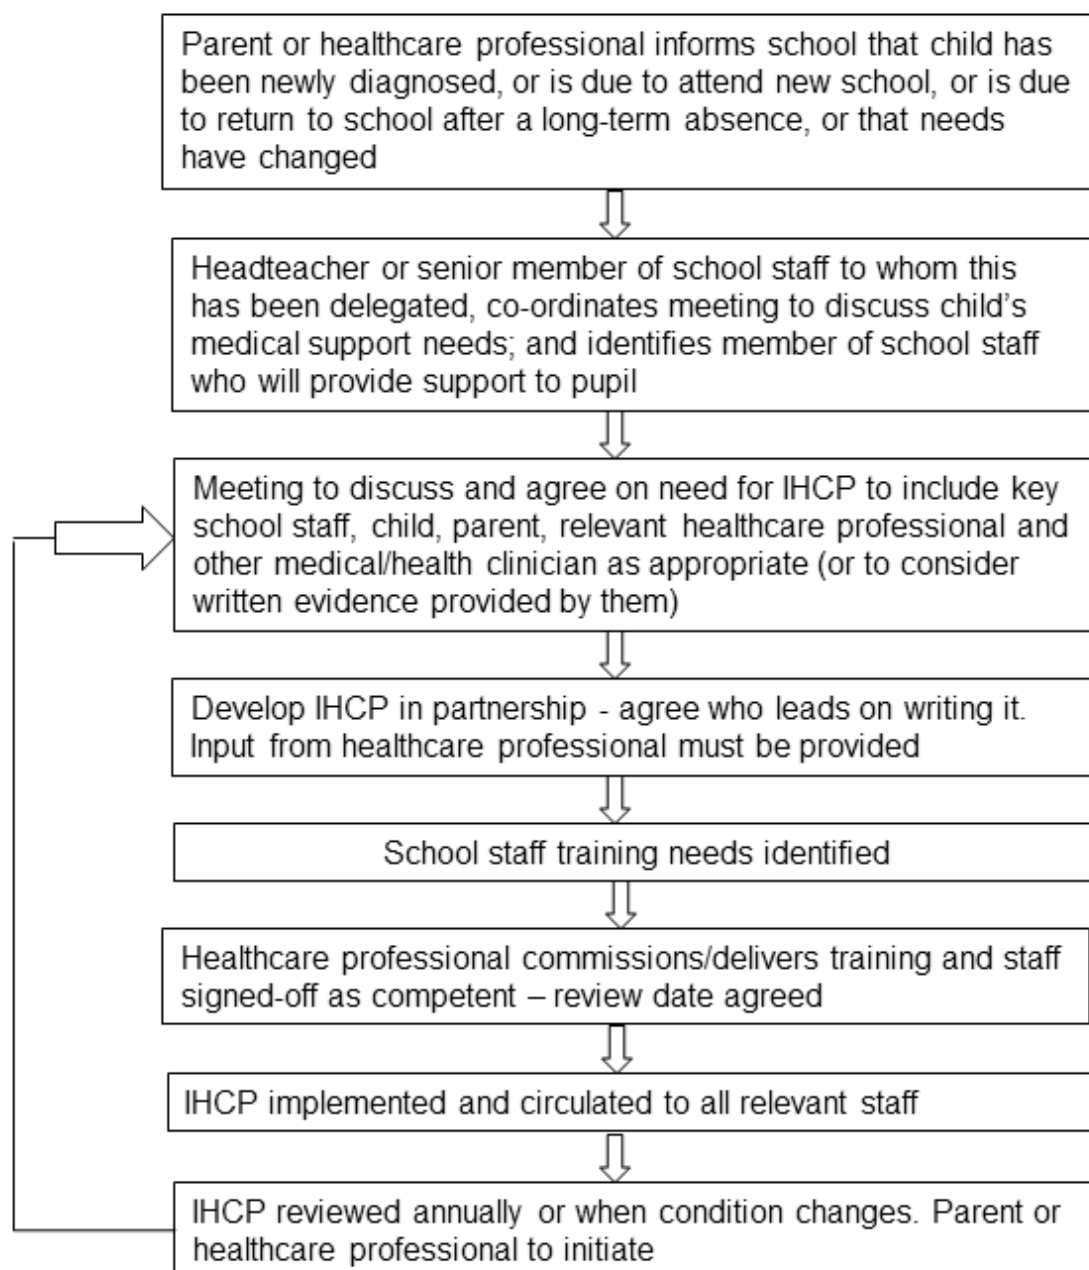 Parent or healthcare professional informs school that child has
been newly diagnosed, or is due to attend new school, or is due
to return to school after a long-term absence, or that needs
have changed
Headteacher or senior member of school staff to whom this
has been delegated, co-ordinates meeting to discuss child's
medical support needs; and identifies member of school staff
who will provide support to pupil
Meeting to discuss and agree on need for IHCP to include key
school staff, child, parent, relevant healthcare professional and
other medical/health clinician as appropriate (or to consider
written evidence provided by them)
Develop IHCP in partnership - agree who leads on writing it.
Input from healthcare professional must be provided
School staff training needs identified
Healthcare professional commissions/delivers training and staff
signed-off as competent – review date agreed
IHCP implemented and circulated to all relevant staff
IHCP reviewed annually or when condition changes. Parent or
healthcare professional to initiate